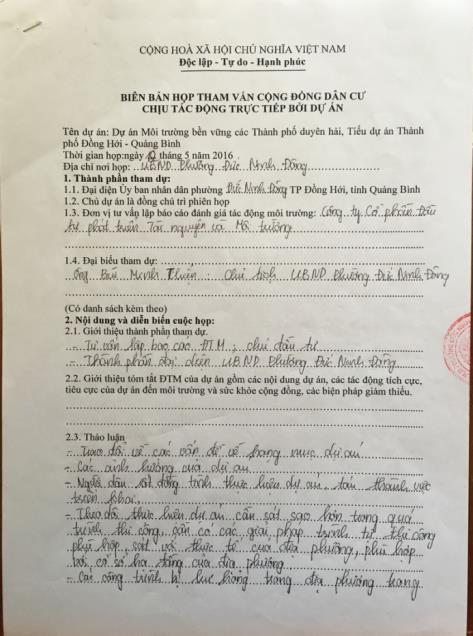 CỘNG HOÀ XÃ HỘI CHỦ NGHĨA VIỆT NAM
Độc lập - Tự do - Hạnh phúc
BIÊN BẢN HỌP THAM VẤN CỘNG ĐỒNG DÂN CƯ
CHỊU TÁC ĐỘNG TRỰC TIẾP BỞI DỰ ÁN
Tên dự án: Dự án Môi trường bền vững các Thành phố duyên hải, Tiểu dự án Thành
phố Đồng Hới - Quảng Bình
Thời gian họp:ngày tháng 5 năm 2016
Địa chỉ nơi họp: UBND Phường Đức Ninh Đông
1. Thành phần tham dự:
1.1. Đại diện Ủy ban nhân dân phường Đức Ninh Đông TP Đồng Hới, tỉnh Quảng Bình
1.2. Chủ dự án là đồng chủ trì phiên họp
1.3. Đơn vị tư vấn lập báo cáo đánh giá tác động môi trường: Công ty Cổ phần Đầu
tư phát triển Tài nguyên và Môi trường
1.4. Đại biểu tham dự:
Ông Minh Thuận: Chủ tịch UBND Phường Đức Ninh Đông
(Có danh sách kèm theo)
2. Nội dung và diễn biến cuộc họp:
2.1. Giới thiệu thành phần tham dự.
- Tư vấn lập báo cáo ĐTM; chủ đầu tư
- Thành phần đại diện UBND Phường Đức Ninh Đông
2.2. Giới thiệu tóm tắt ĐTM của dự án gồm các nội dung dự án, các tác động tích cực,
tiêu cực của dự án đến môi trường và sức khỏe cộng đồng, các biện pháp giảm thiểu.
2.3. Thảo luận
- Trao đổi về các vấn đề về hạng mục dự án
- Các ảnh hưởng của dự án
- Người dân rất đồng tình thực hiện dự án, tán thành việc
triển khai.
- Theo dõi thực hiện dự án cần sát sao hơn trong quá
trình thi công, cần có các giải pháp trình tự thi công
phù hợp, sát với thực tế của địa phương, phù hợp
với cơ sở hạ tầng của địa phương
- Các công trình bị hư hỏng trong địa phương trong